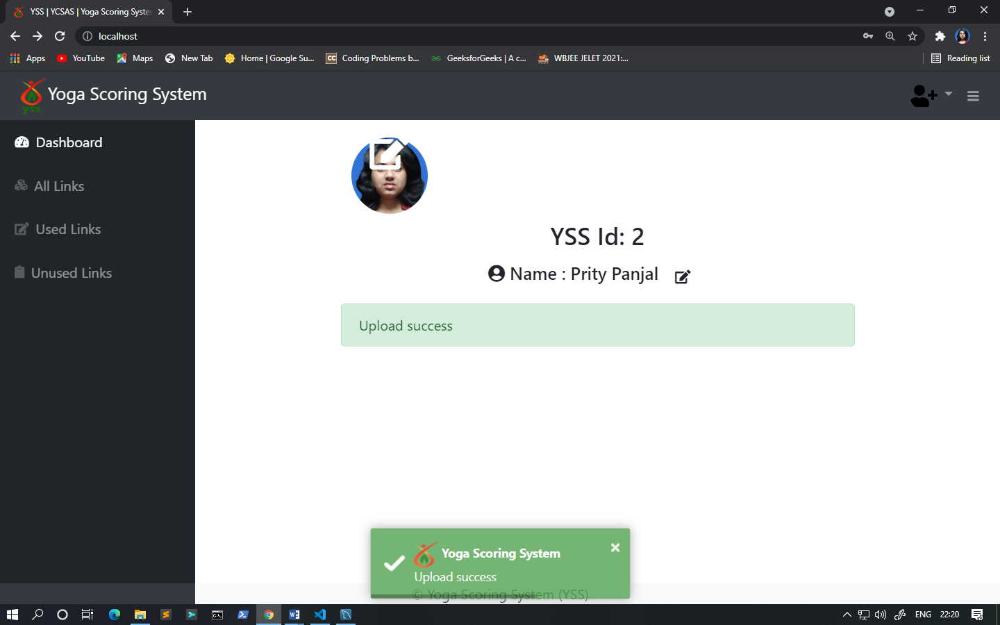 YSS | YCSAS | Yoga Scoring Syste
localhost
Apps
YouTube
Maps
New Tab
Home | Google Su...
CC
Coding Problems b...
GeeksforGeeks | A c...
WBJEE JELET 2021:...
Reading list
yss
Yoga Scoring System
Dashboard
All Links
Used Links
Unused Links
YSS Id: 2
Name : Prity Panjal
Upload success
Yoga Scoring System
Upload success
© Yoga Scoring System (YSS)
ENG
22:20